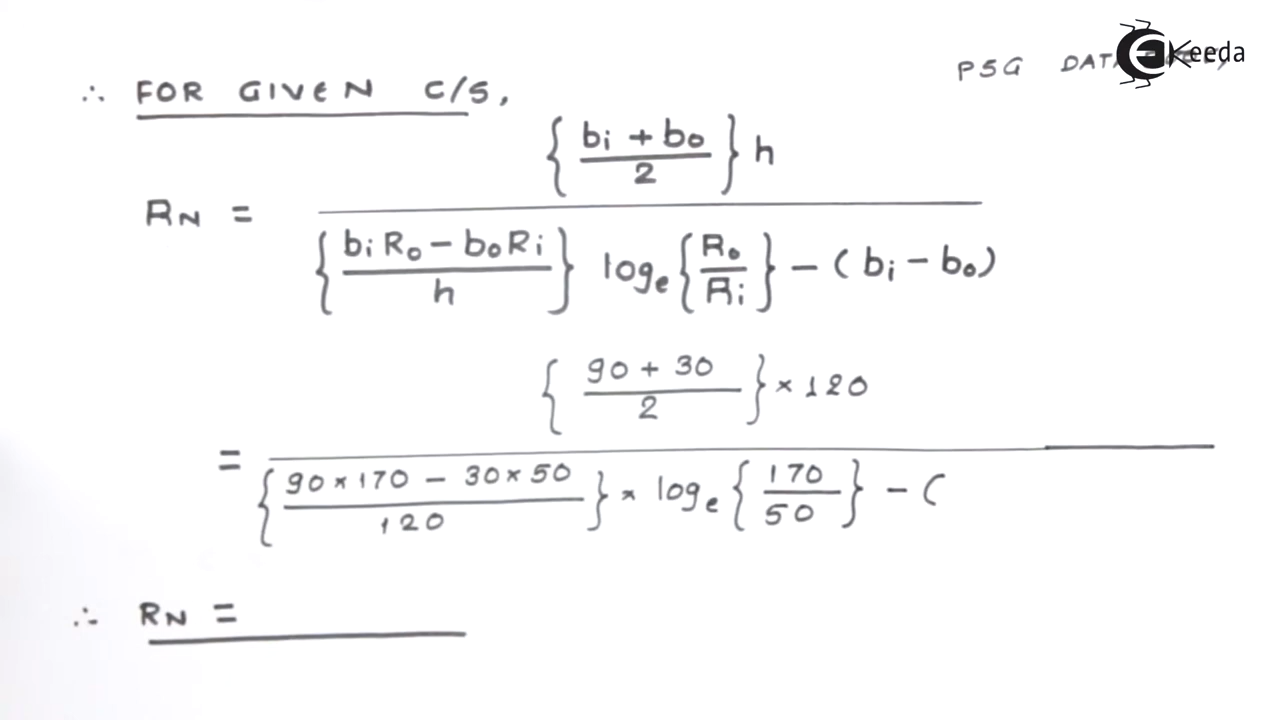 PSG DATA
Keeda
∴ FOR GIVEN C/S,
RN = { (bi + bo) / 2 } h / { (bi Ro - bo Ri) / h } loge { Ro / Ri } - (bi - bo)
= { (90 + 30) / 2 } × 120 / { (90 × 170 - 30 × 50) / 120 } × loge { 170 / 50 } - (
∴ RN =